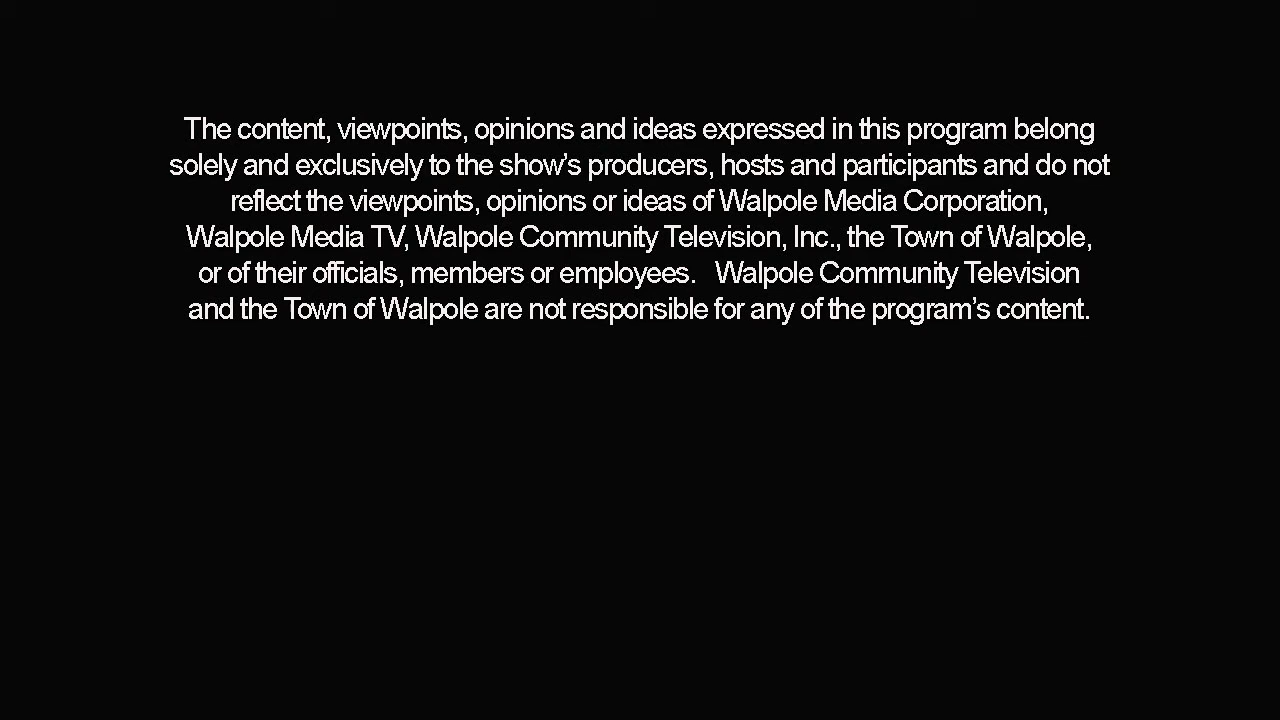 The content, viewpoints, opinions and ideas expressed in this program belong
solely and exclusively to the show’s producers, hosts and participants and do not
reflect the viewpoints, opinions or ideas of Walpole Media Corporation,
Walpole Media TV, Walpole Community Television, Inc., the Town of Walpole,
or of their officials, members or employees.   Walpole Community Television
and the Town of Walpole are not responsible for any of the program’s content.